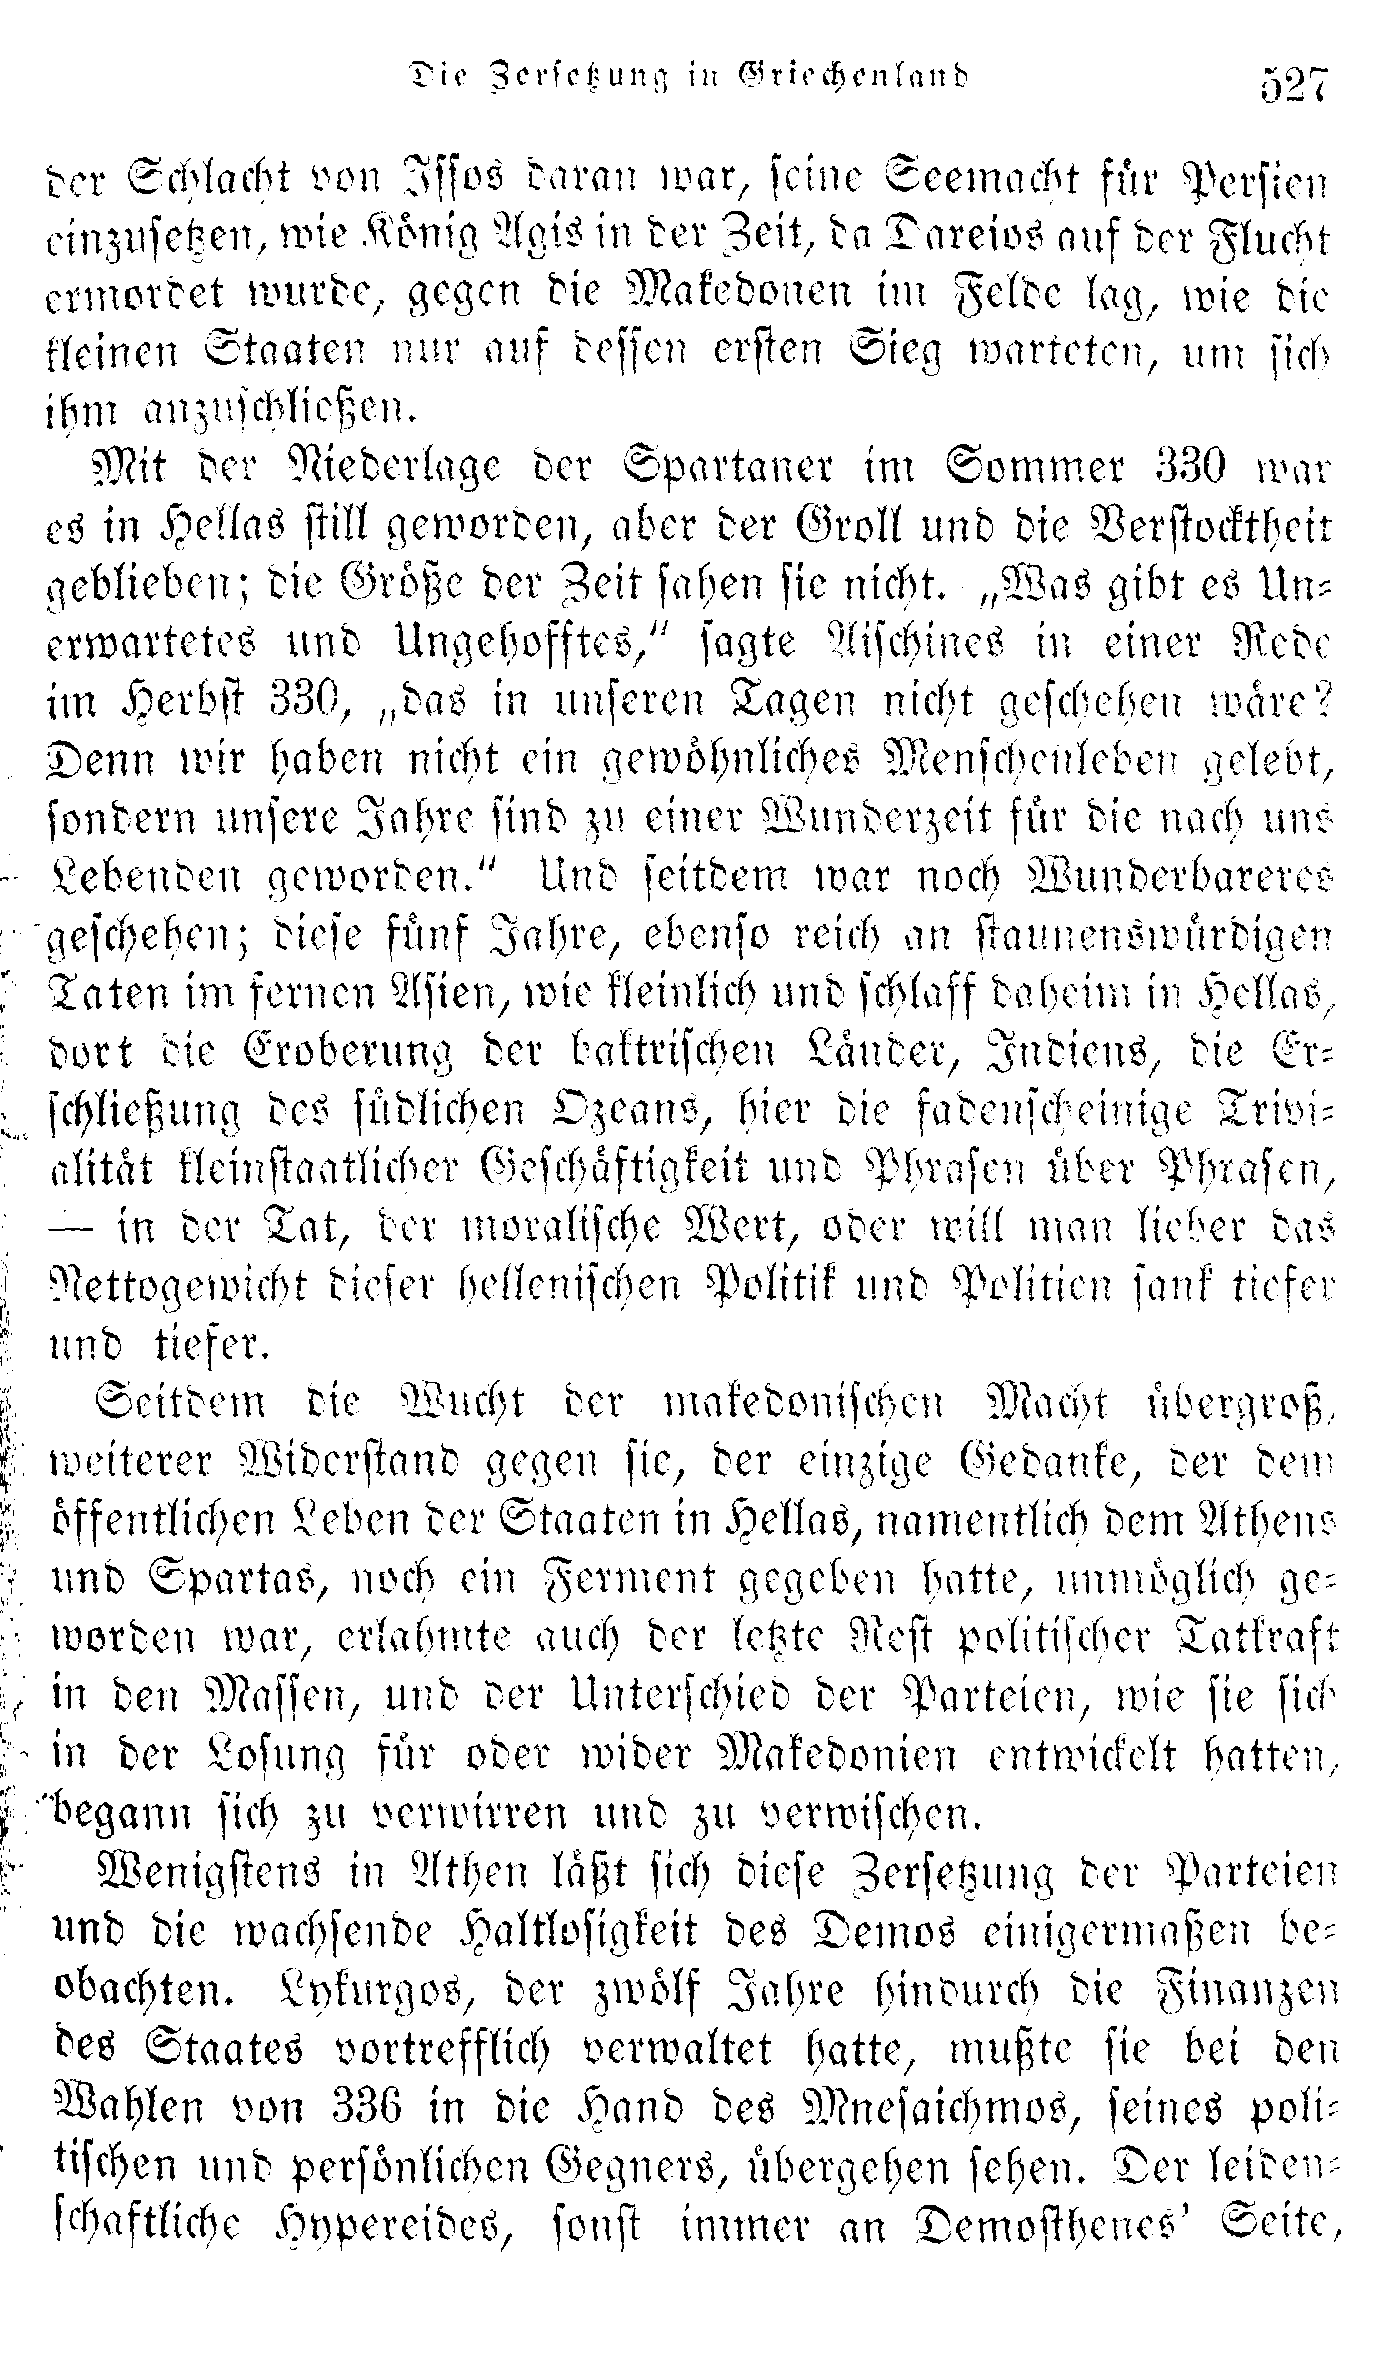 Die Zersetzung in Griechenland 527
der Schlacht von Issos daran war, seine Seemacht für Persien
einzusetzen, wie König Agis in der Zeit, da Dareios auf der Flucht
ermordet wurde, gegen die Makedonen im Felde lag, wie die
kleinen Staaten nur auf dessen ersten Sieg warteten, um sich
ihm anzuschließen.
Mit der Niederlage der Spartaner im Sommer 330 war
es in Hellas still geworden, aber der Groll und die Verstocktheit
geblieben; die Größe der Zeit sahen sie nicht. „Was gibt es Un-
erwartetes und Ungehofftes,“ sagte Aischines in einer Rede
im Herbst 330, „das in unseren Tagen nicht geschehen wäre?
Denn wir haben nicht ein gewöhnliches Menschenleben gelebt,
sondern unsere Jahre sind zu einer Wunderzeit für die nach uns
Lebenden geworden.“ Und seitdem war noch Wunderbareres
geschehen; diese fünf Jahre, ebenso reich an staunenswürdigen
Taten im fernen Asien, wie kleinlich und schlaff daheim in Hellas,
dort die Eroberung der baktrischen Länder, Indiens, die Er-
schließung des südlichen Ozeans, hier die fadenscheinige Trivi-
alität kleinstaatlicher Geschäftigkeit und Phrasen über Phrasen,
— in der Tat, der moralische Wert, oder will man lieber das
Nettogewicht dieser hellenischen Politik und Politien sank tiefer
und tiefer.
Seitdem die Wucht der makedonischen Macht übergroß,
weiterer Widerstand gegen sie, der einzige Gedanke, der dem
öffentlichen Leben der Staaten in Hellas, namentlich dem Athens
und Spartas, noch ein Ferment gegeben hatte, unmöglich ge-
worden war, erlahmte auch der letzte Rest politischer Tatkraft
in den Massen, und der Unterschied der Parteien, wie sie sich
in der Losung für oder wider Makedonien entwickelt hatten,
begann sich zu verwirren und zu verwischen.
Wenigstens in Athen läßt sich diese Zersetzung der Parteien
und die wachsende Haltlosigkeit des Demos einigermaßen be-
obachten. Lykurgos, der zwölf Jahre hindurch die Finanzen
des Staates vortrefflich verwaltet hatte, mußte sie bei den
Wahlen von 336 in die Hand des Mnesaichmos, seines poli-
tischen und persönlichen Gegners, übergehen sehen. Der leiden-
schaftliche Hypereides, sonst immer an Demosthenes’ Seite,